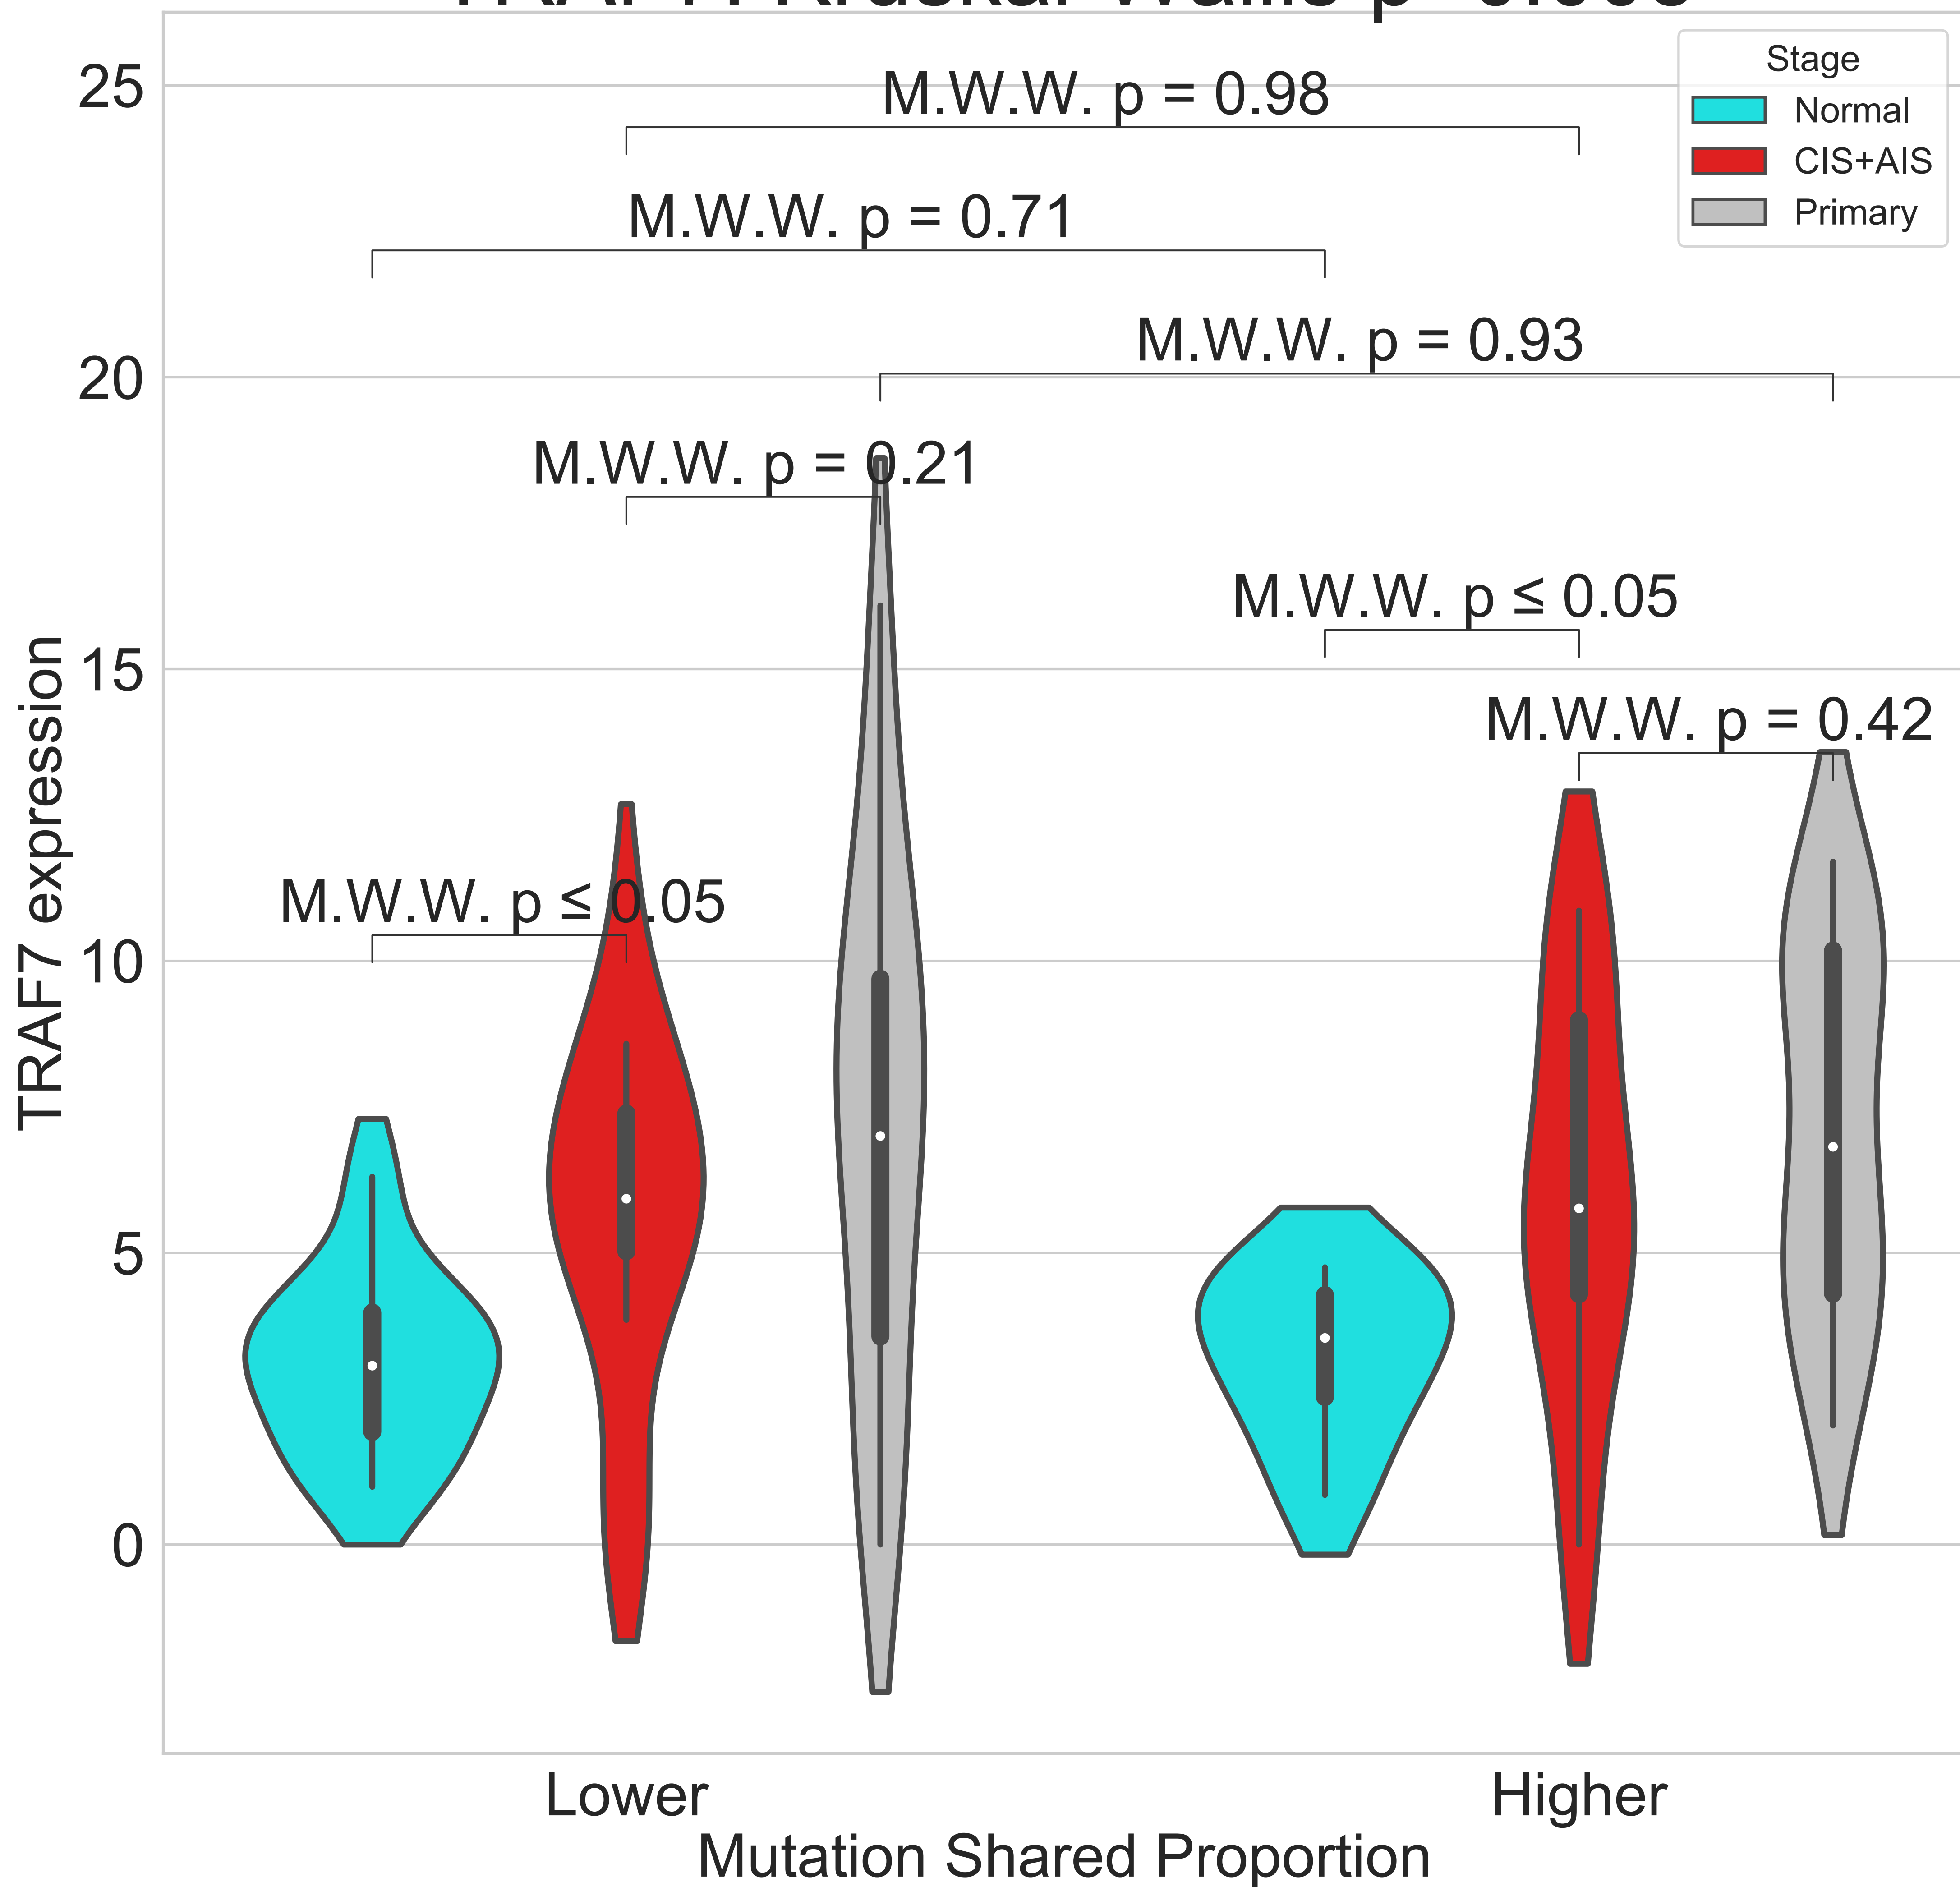 Stage
Normal
CIS+AIS
Primary
M.W.W. p = 0.98
M.W.W. p = 0.71
M.W.W. p = 0.93
M.W.W. p = 0.21
M.W.W. p ≤ 0.05
M.W.W. p = 0.42
M.W.W. p ≤ 0.05
25
20
15
10
5
0
TRAF7 expression
Lower
Higher
Mutation Shared Proportion